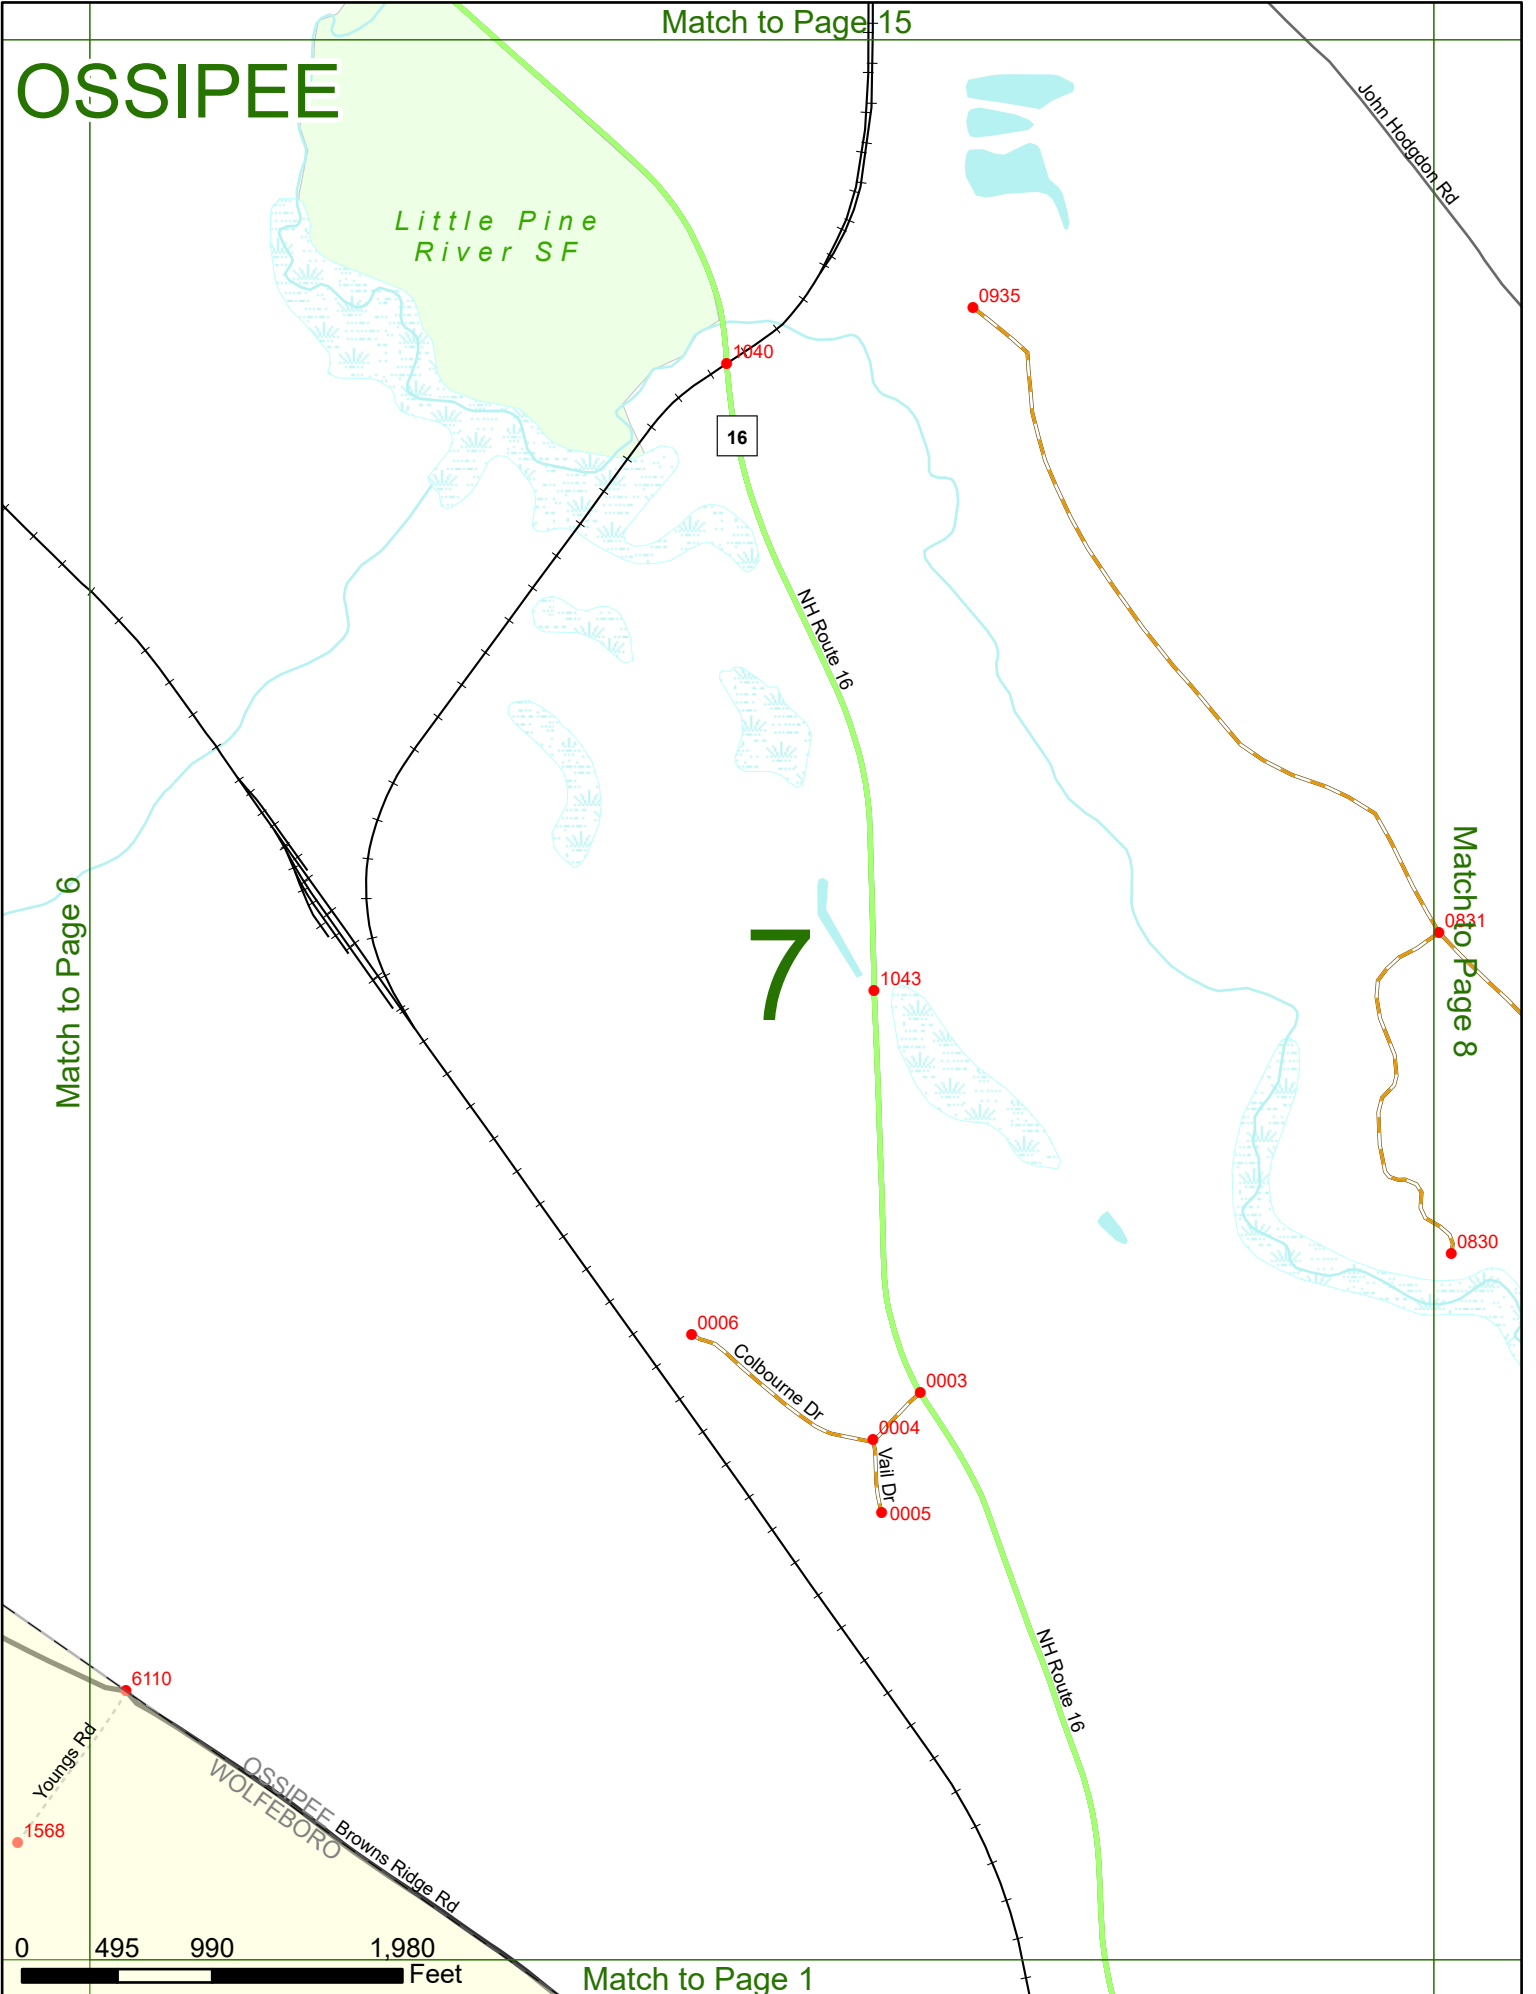 Match to Page 15
OSSIPEE
John Hodgdon Rd
Little Pine
River SF
0935
1040
16
NH Route 16
Match to Page 6
7
1043
0831
Match to Page 8
0830
0006
Colbourne Dr
0003
0004
Vail Dr
0005
NH Route 16
6110
Youngs Rd
1568
OSSIPEE
WOLFEBORO
Browns Ridge Rd
0 495 990 1,980
Feet
Match to Page 1